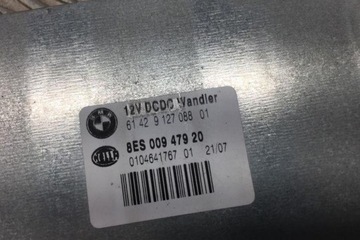 12V DCDC Wandler
61 42 9 127 088 01
8ES 009 479 20
0104641767 01 21/07